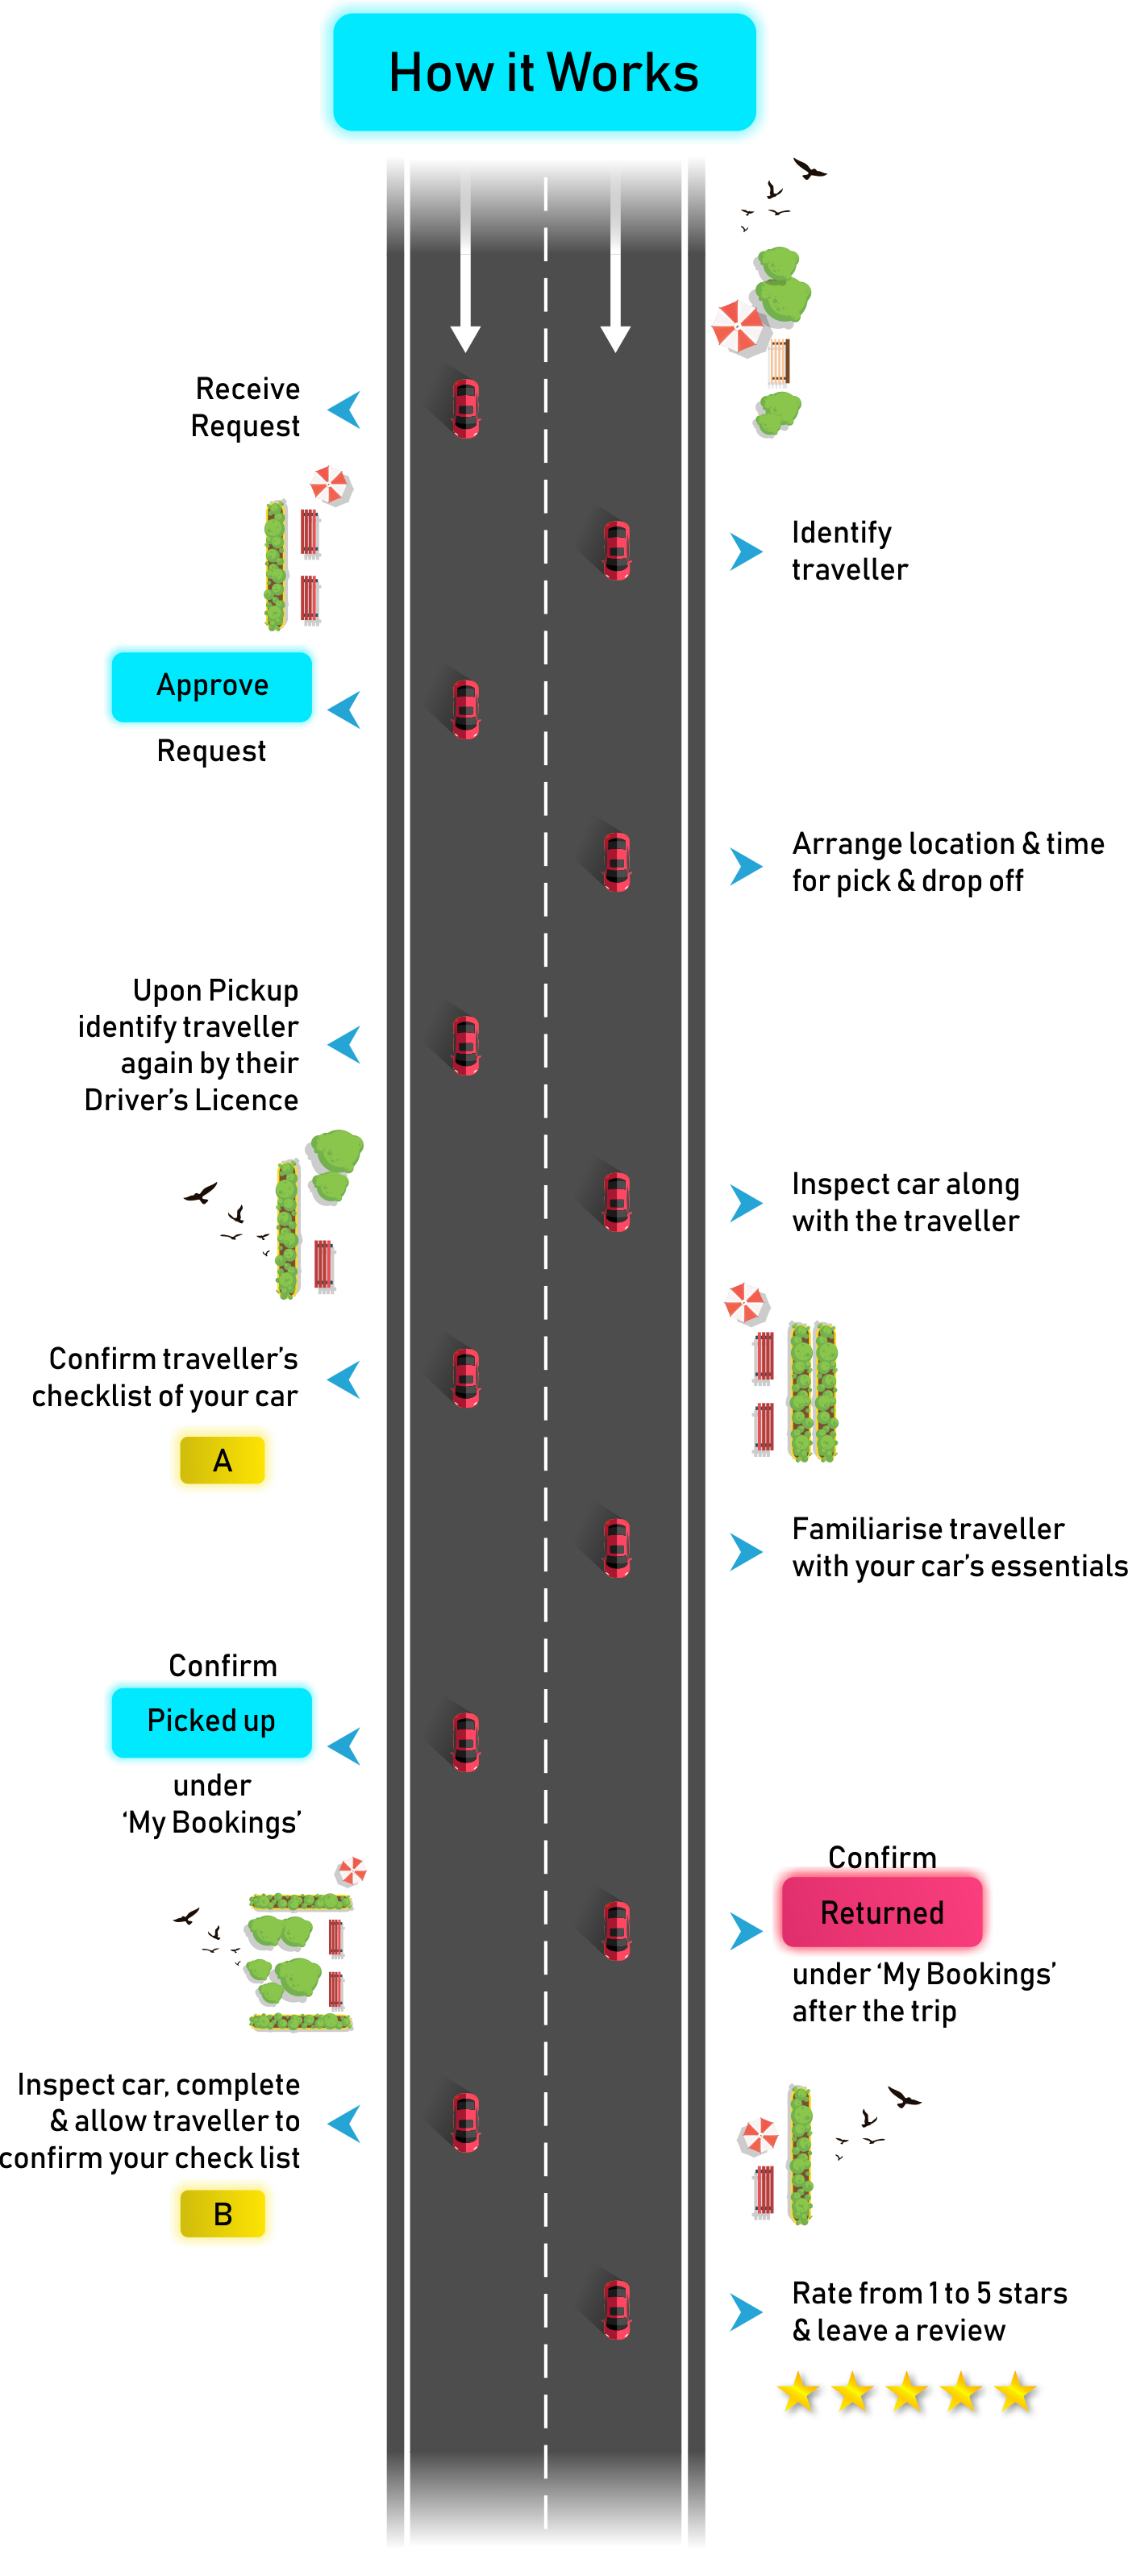 How it Works
Receive
Request
Identify
traveller
Approve
Request
Arrange location & time
for pick & drop off
Upon Pickup
identify traveller
again by their
Driver’s Licence
Inspect car along
with the traveller
Confirm traveller’s
checklist of your car
A
Familiarise traveller
with your car’s essentials
Confirm
Picked up
under
‘My Bookings’
Confirm
Returned
under ‘My Bookings’
after the trip
Inspect car, complete
& allow traveller to
confirm your check list
B
Rate from 1 to 5 stars
& leave a review